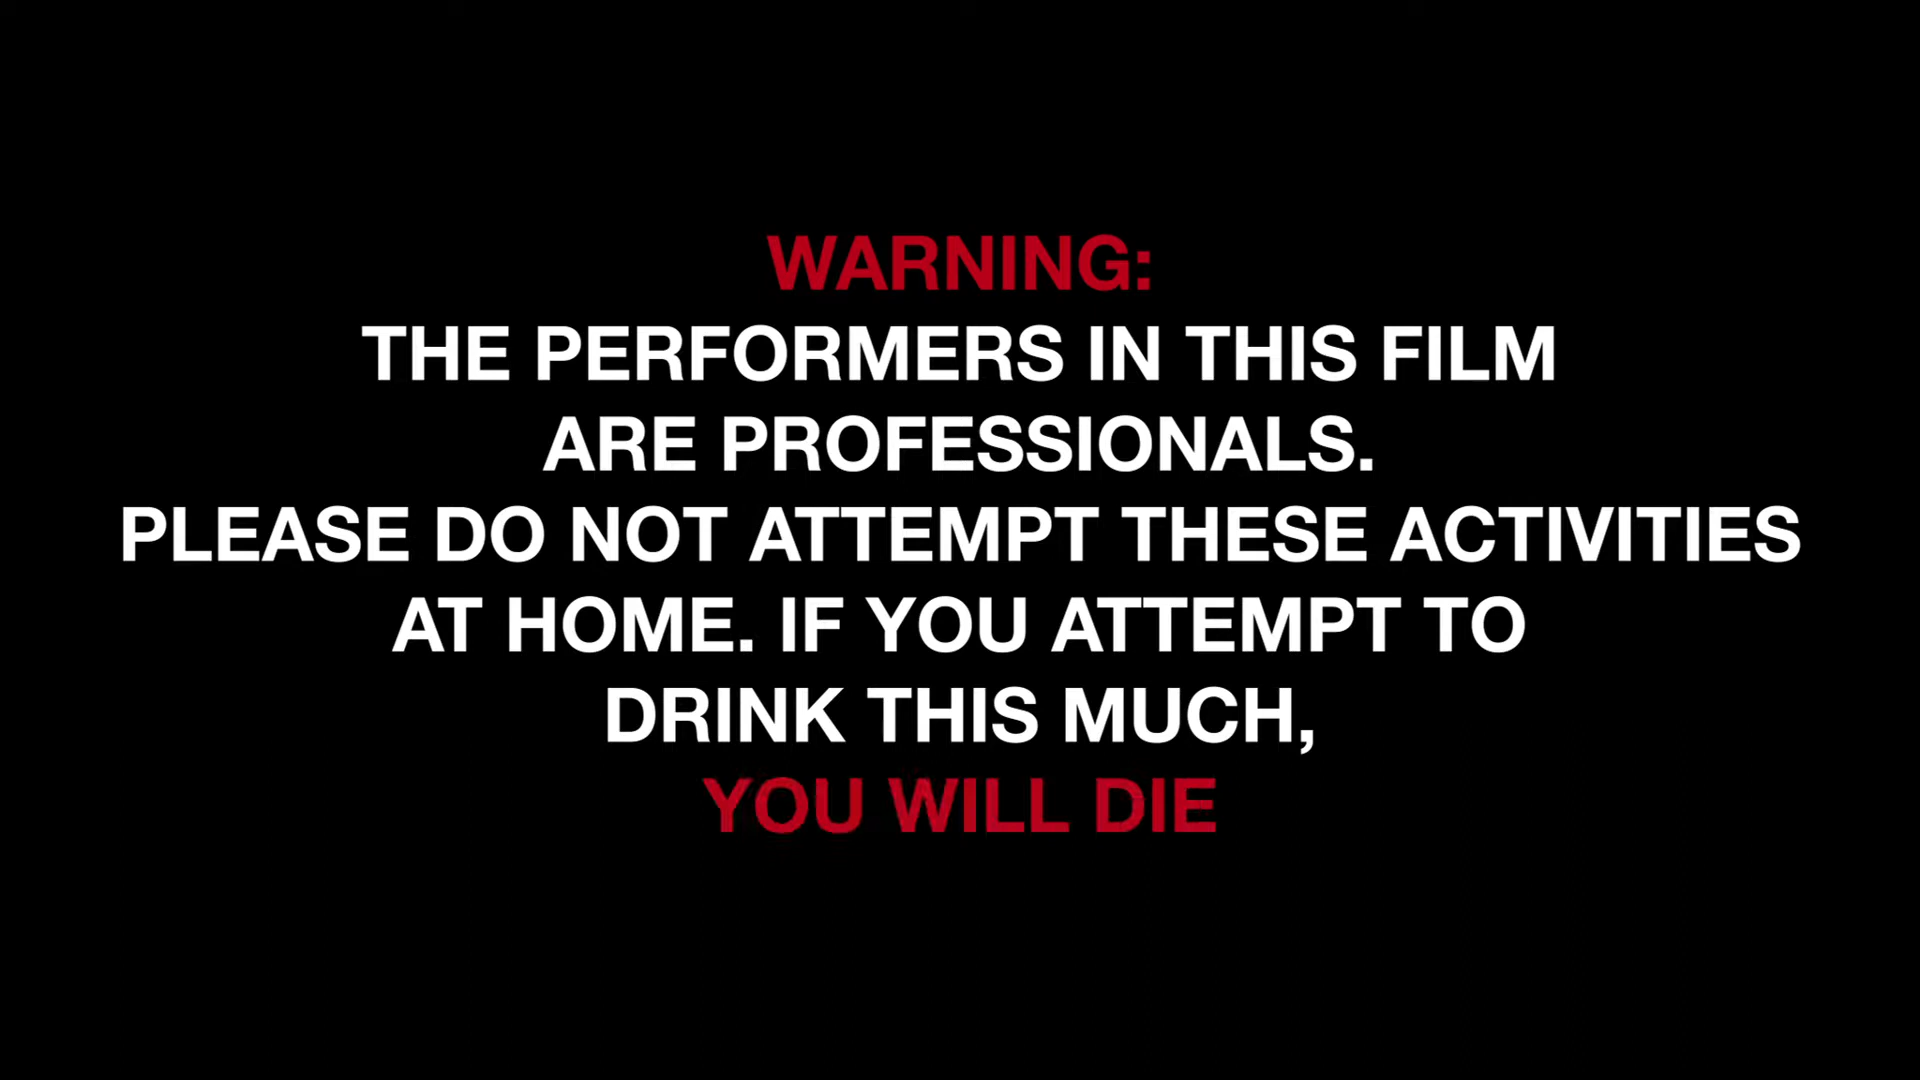 WARNING:
THE PERFORMERS IN THIS FILM
ARE PROFESSIONALS.
PLEASE DO NOT ATTEMPT THESE ACTIVITIES
AT HOME. IF YOU ATTEMPT TO
DRINK THIS MUCH,
YOU WILL DIE